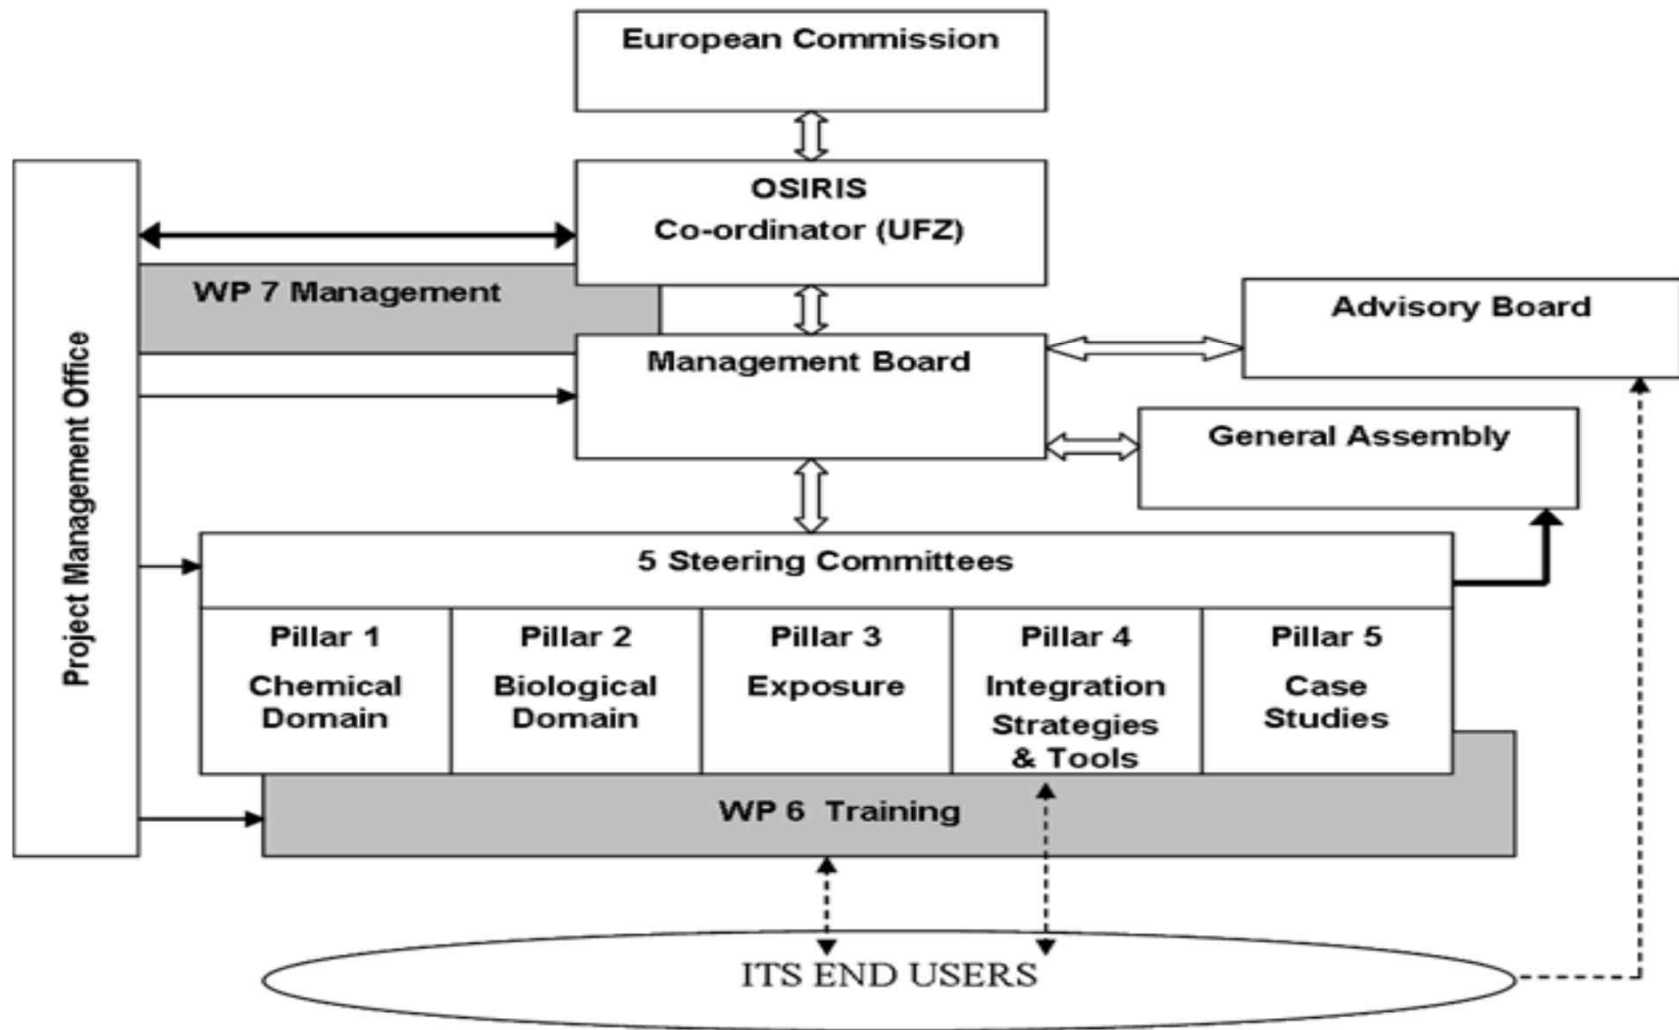 European Commission
OSIRIS
Co-ordinator (UFZ)
WP 7 Management
Management Board
Advisory Board
General Assembly
Project Management Office
5 Steering Committees
Pillar 1
Chemical
Domain
Pillar 2
Biological
Domain
Pillar 3
Exposure
Pillar 4
Integration
Strategies
& Tools
Pillar 5
Case
Studies
WP 6 Training
ITS END USERS